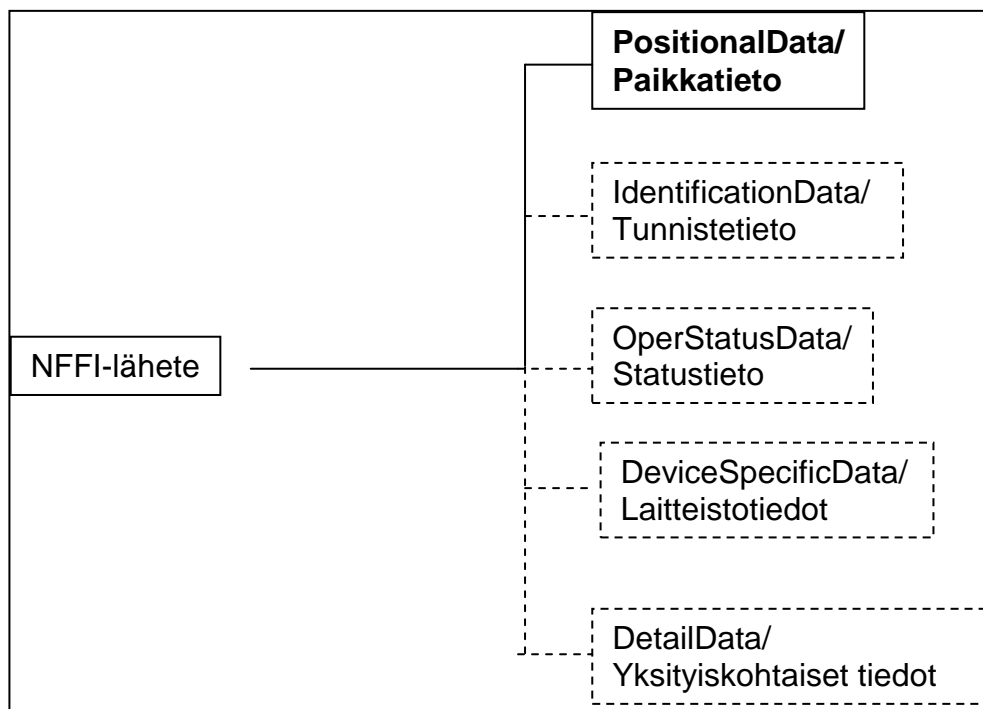 PositionalData/
Paikkatieto
IdentificationData/
Tunnistetieto
NFFI-lähete
OperStatusData/
Statustieto
DeviceSpecificData/
Laitteistotiedot
DetailData/
Yksityiskohtaiset tiedot